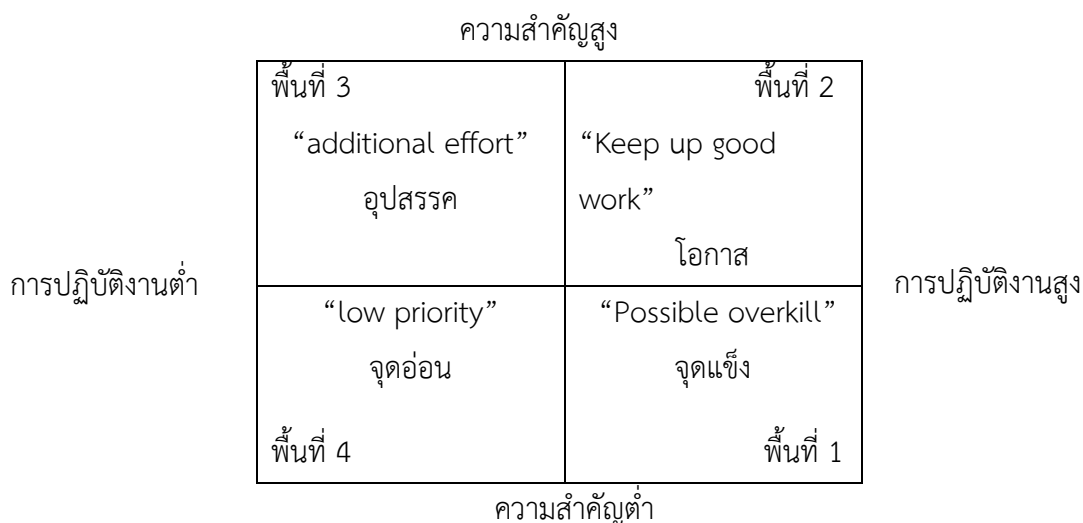 ความสำคัญสูง
พื้นที่ 3
พื้นที่ 2
“additional effort”
“Keep up good
อุปสรรค
work”
โอกาส
การปฏิบัติงานต่ำ
การปฏิบัติงานสูง
“low priority”
“Possible overkill”
จุดอ่อน
จุดแข็ง
พื้นที่ 4
พื้นที่ 1
ความสำคัญต่ำ